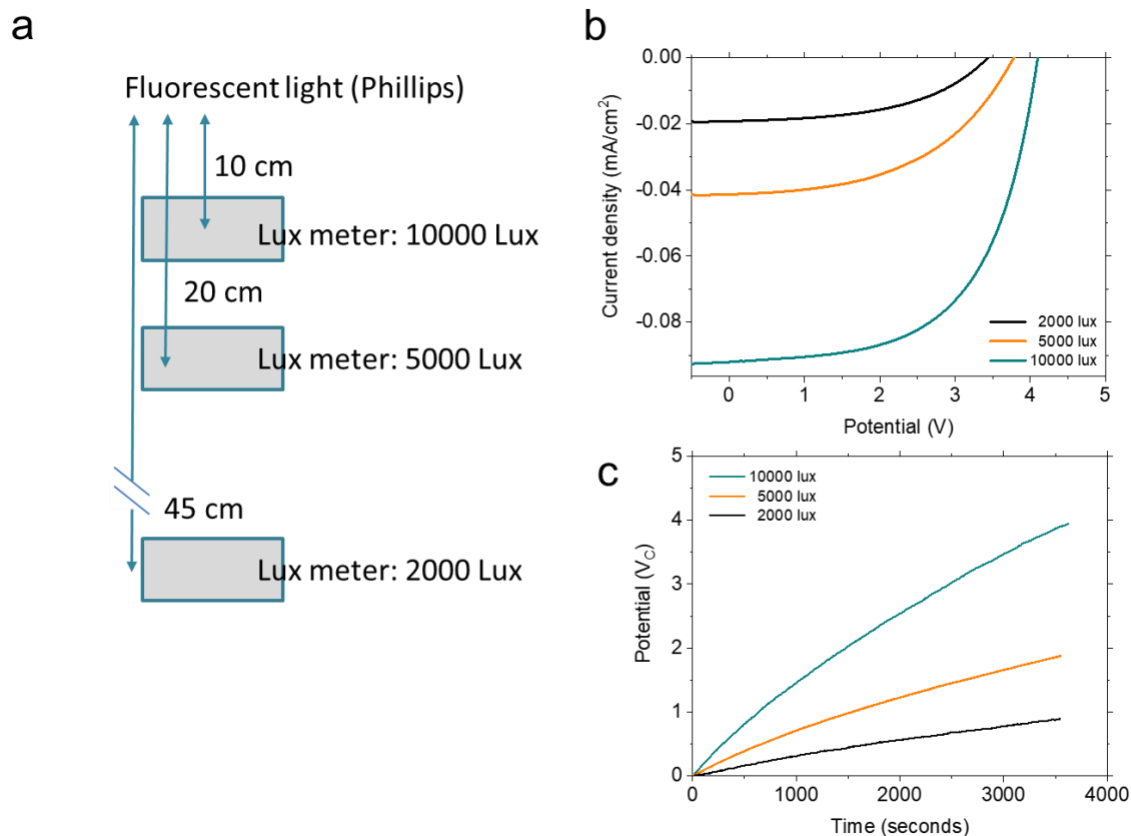 a
Fluorescent light (Phillips)
10 cm
Lux meter: 10000 Lux
20 cm
Lux meter: 5000 Lux
45 cm
Lux meter: 2000 Lux
b
0.00
-0.02
-0.04
-0.06
-0.08
Current density (mA/cm²)
2000 lux
5000 lux
10000 lux
0 1 2 3 4 5
Potential (V)
c
5
4
3
2
1
0
Potential (V_C)
10000 lux
5000 lux
2000 lux
0 1000 2000 3000 4000
Time (seconds)